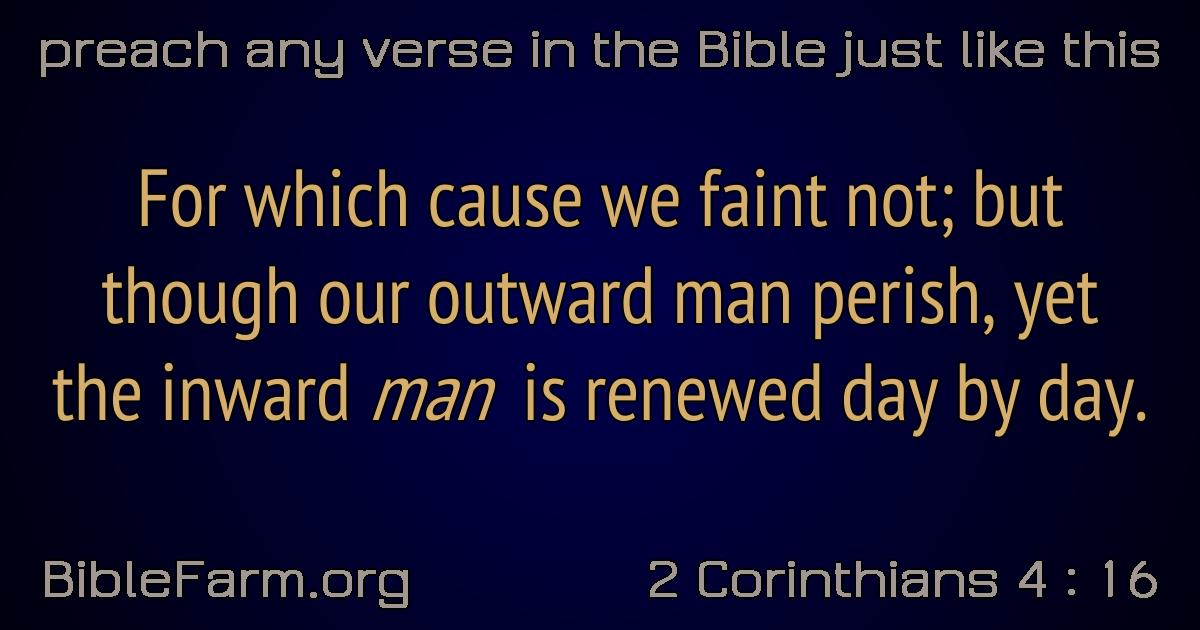 preach any verse in the Bible just like this
For which cause we faint not; but
though our outward man perish, yet
the inward man is renewed day by day.
BibleFarm.org
2 Corinthians 4 : 16